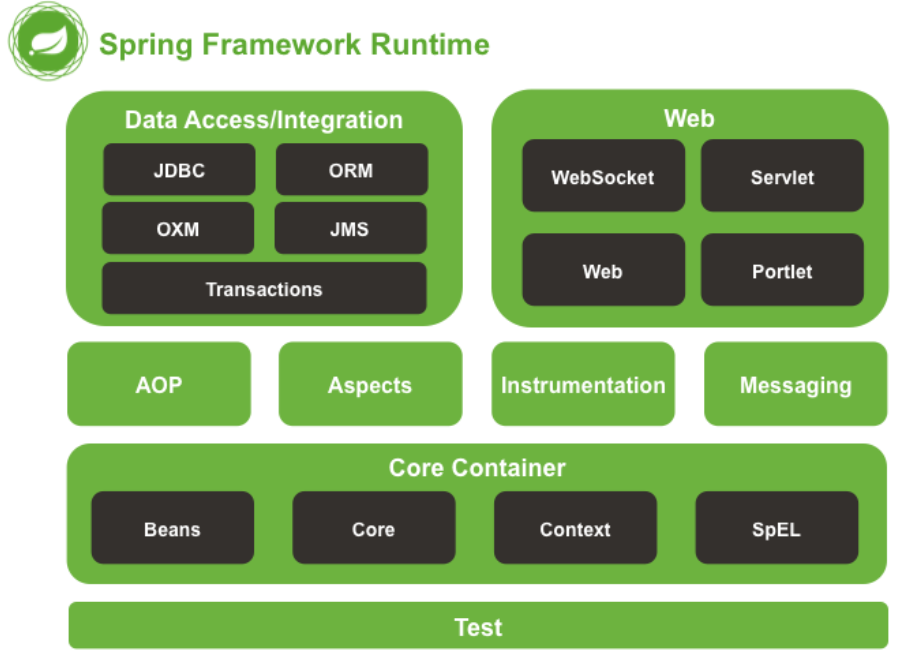 Spring Framework Runtime
Data Access/Integration
JDBC
ORM
OXM
JMS
Transactions
Web
WebSocket
Servlet
Web
Portlet
AOP
Aspects
Instrumentation
Messaging
Core Container
Beans
Core
Context
SpEL
Test